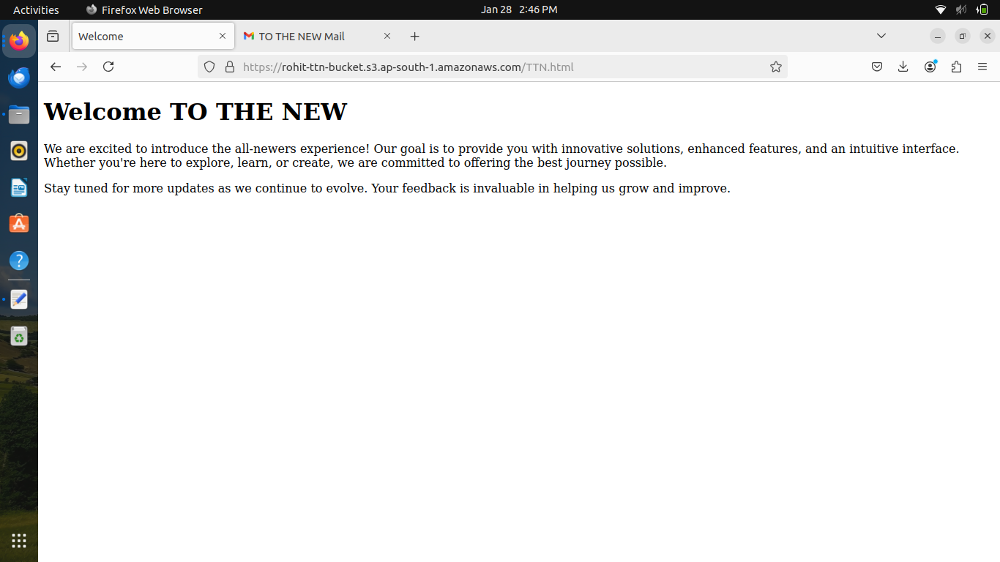 Activities Firefox Web Browser Jan 28 2:46 PM
Welcome TO THE NEW Mail
https://rohit-ttn-bucket.s3.ap-south-1.amazonaws.com/TTN.html
Welcome TO THE NEW
We are excited to introduce the all-newers experience! Our goal is to provide you with innovative solutions, enhanced features, and an intuitive interface.
Whether you're here to explore, learn, or create, we are committed to offering the best journey possible.
Stay tuned for more updates as we continue to evolve. Your feedback is invaluable in helping us grow and improve.